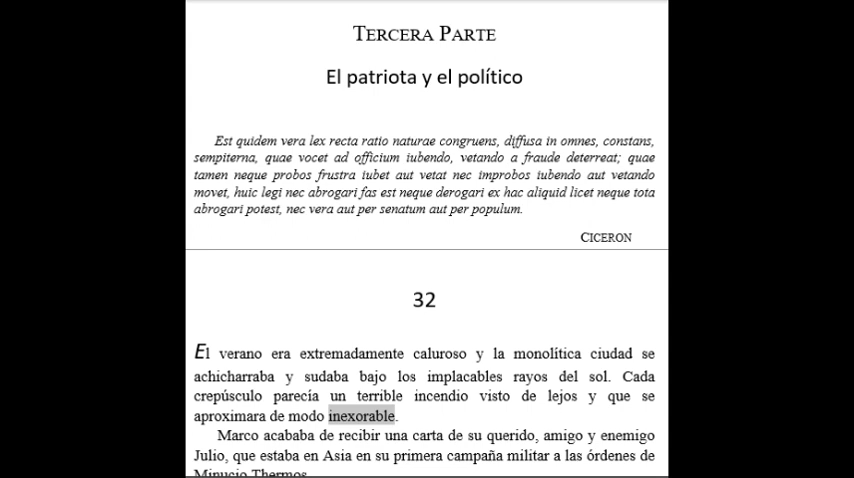 TERCERA PARTE
El patriota y el político
Est quidem vera lex recta ratio naturae congruens, diffusa in omnes, constans,
sempiterna, quae vocet ad officium iubendo, vetando a fraude deterreat; quae
tamen neque probos frustra iubet aut vetat nec improbos iubendo aut vetando
movet, huic legi nec abrogari fas est neque derogari ex hac aliquid licet neque tota
abrogari potest, nec vera aut per senatum aut per populum.
CICERON
32
El verano era extremadamente caluroso y la monolítica ciudad se
achicharraba y sudaba bajo los implacables rayos del sol. Cada
crepúsculo parecía un terrible incendio visto de lejos y que se
aproximara de modo inexorable.
Marco acababa de recibir una carta de su querido, amigo y enemigo
Julio, que estaba en Asia en su primera campaña militar a las órdenes de
Minucio Thermos